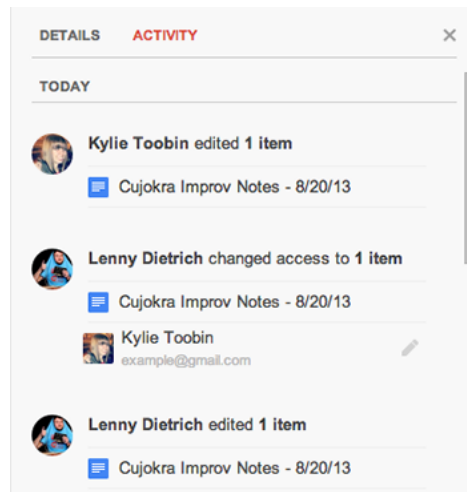 DETAILS ACTIVITY
TODAY
Kylie Toobin edited 1 item
Cujokra Improv Notes - 8/20/13
Lenny Dietrich changed access to 1 item
Cujokra Improv Notes - 8/20/13
Kylie Toobin
example@gmail.com
Lenny Dietrich edited 1 item
Cujokra Improv Notes - 8/20/13